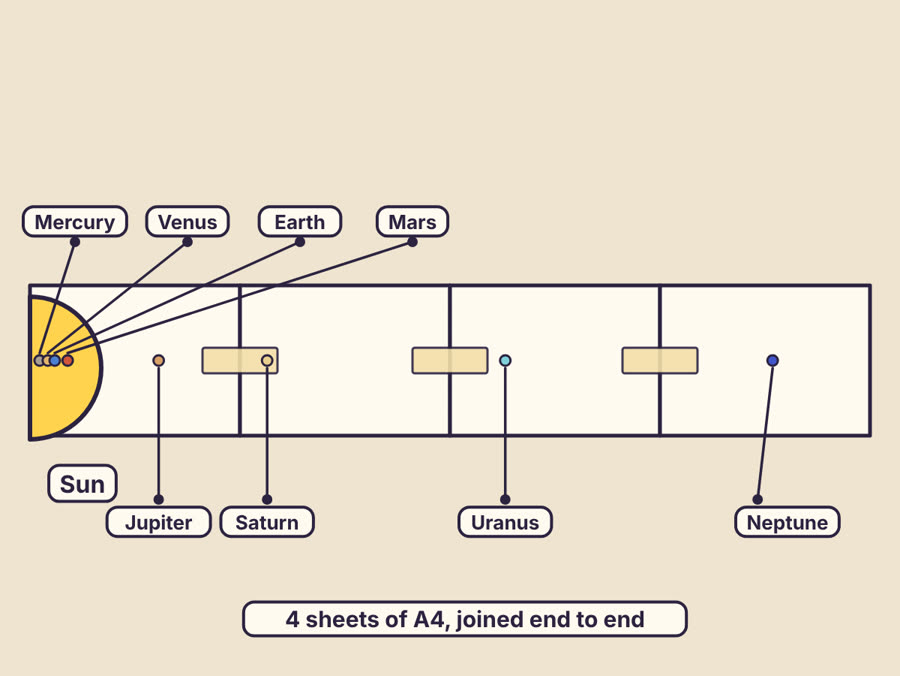 Mercury
Venus
Earth
Mars
Sun
Jupiter
Saturn
Uranus
Neptune
4 sheets of A4, joined end to end